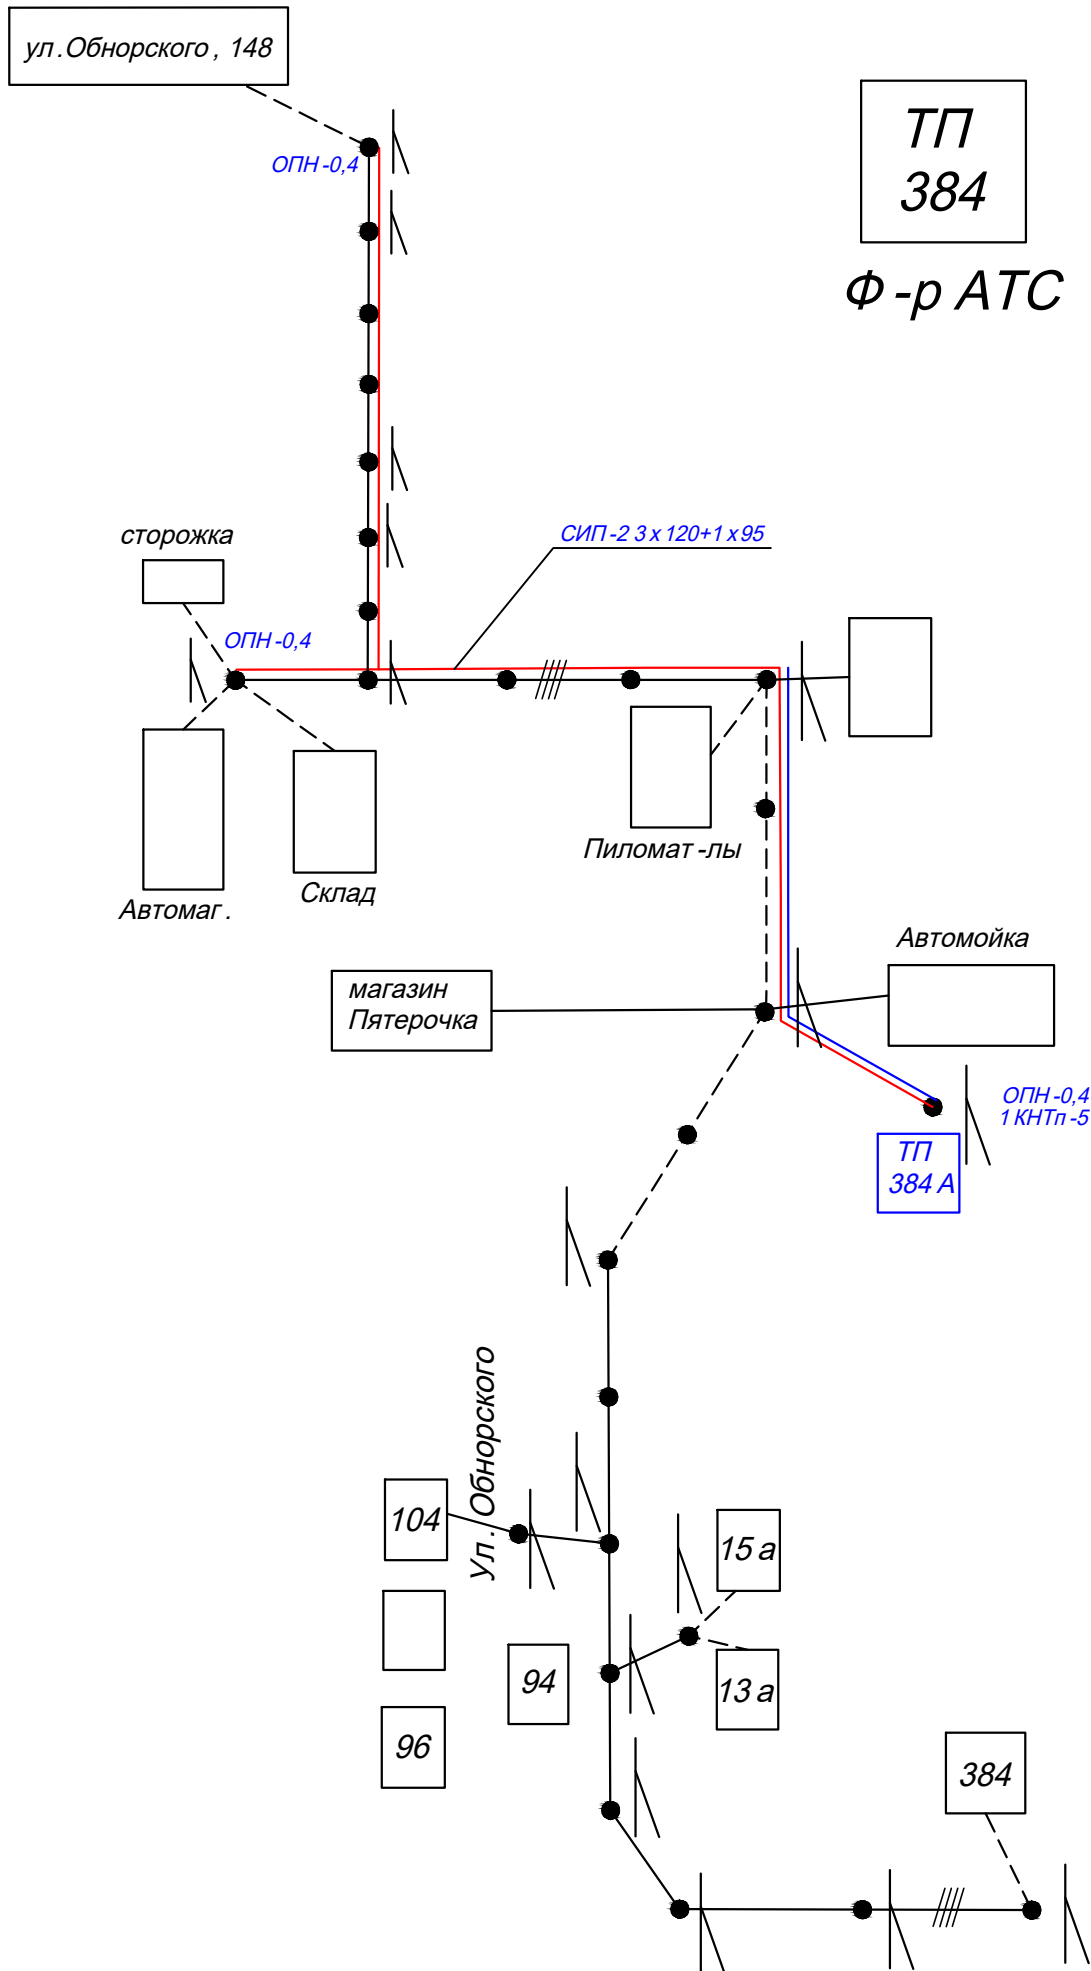 ул.Обнорского, 148
ТП
384
Ф-р АТС
ОПН-0,4
СИП-2 3х120+1х95
сторожка
ОПН-0,4
Пиломат-лы
Склад
Автомаг.
Автомойка
магазин
Пятерочка
ОПН-0,4
1 КНТп-5
ТП
384 А
Ул. Обнорского
104
15 а
94
13 а
96
384